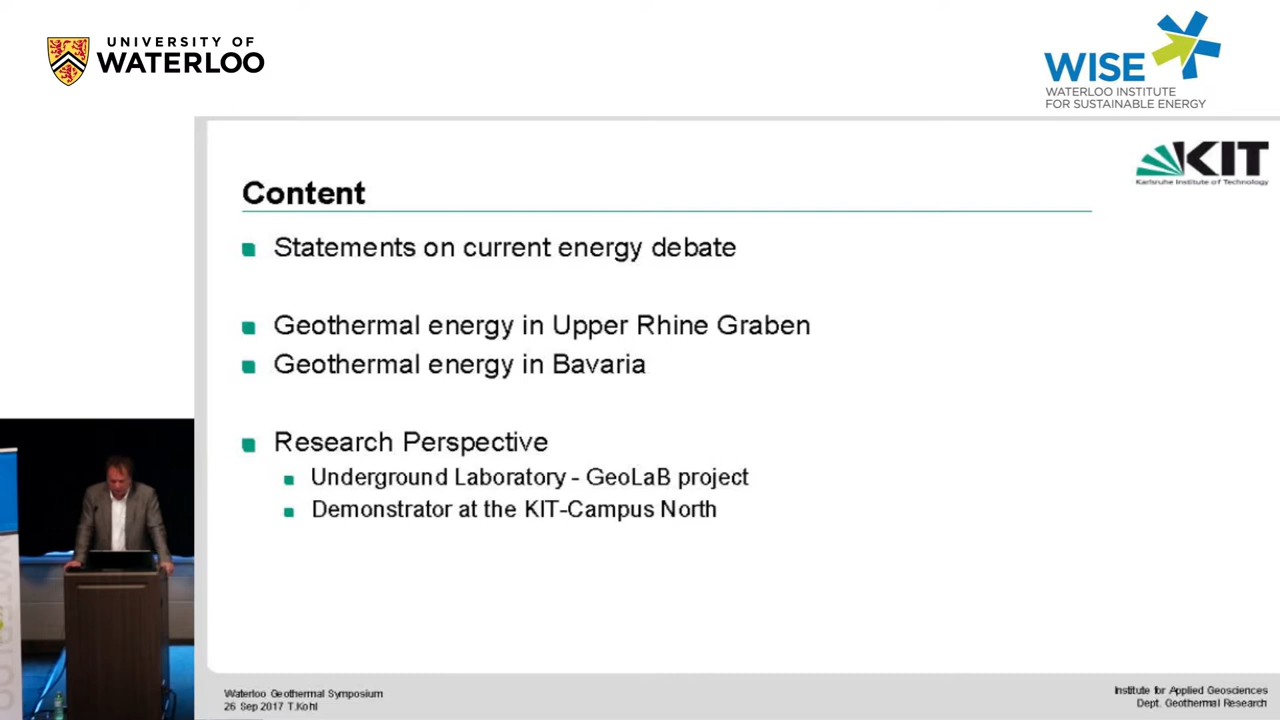 UNIVERSITY OF
WATERLOO
WISE
WATERLOO INSTITUTE
FOR SUSTAINABLE ENERGY
KIT
Karlsruhe Institute of Technology
Content
Statements on current energy debate
Geothermal energy in Upper Rhine Graben
Geothermal energy in Bavaria
Research Perspective
Underground Laboratory - GeoLaB project
Demonstrator at the KIT-Campus North
Waterloo Geothermal Symposium
26 Sep 2017 T.Kohl
Institute for Applied Geosciences
Dept. Geothermal Research